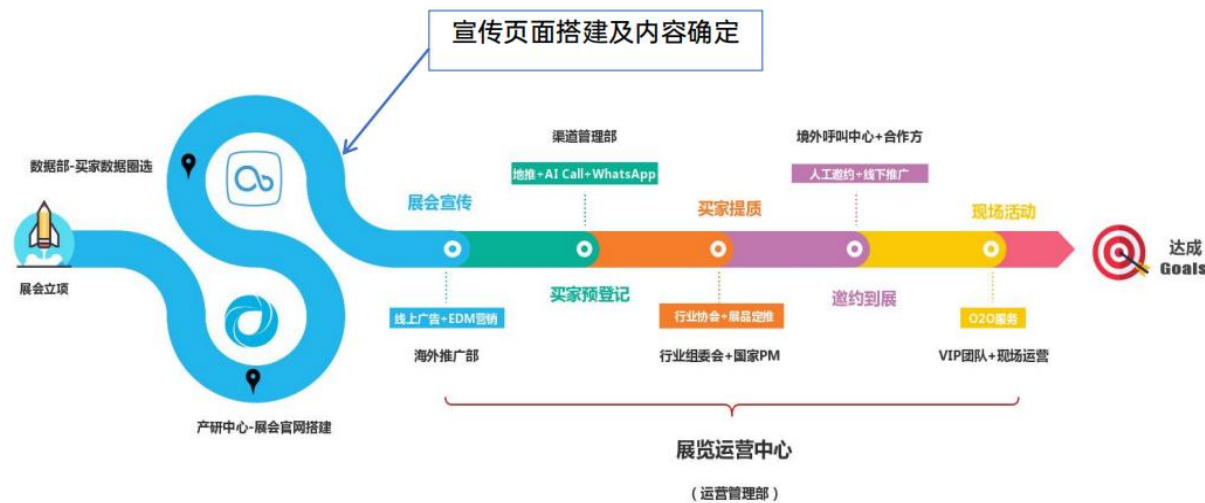 宣传页面搭建及内容确定
数据部-买家数据圈选
展会立项
产研中心-展会官网搭建
展会宣传
线上广告+EDM营销
海外推广部
渠道管理部
地推+AI Call+WhatsApp
买家预登记
买家提质
行业协会+展品定推
行业组委会+国家PM
境外呼叫中心+合作方
人工邀约+线下推广
邀约到展
现场活动
O2O服务
VIP团队+现场运营
达成
Goals
展览运营中心
（运营管理部）